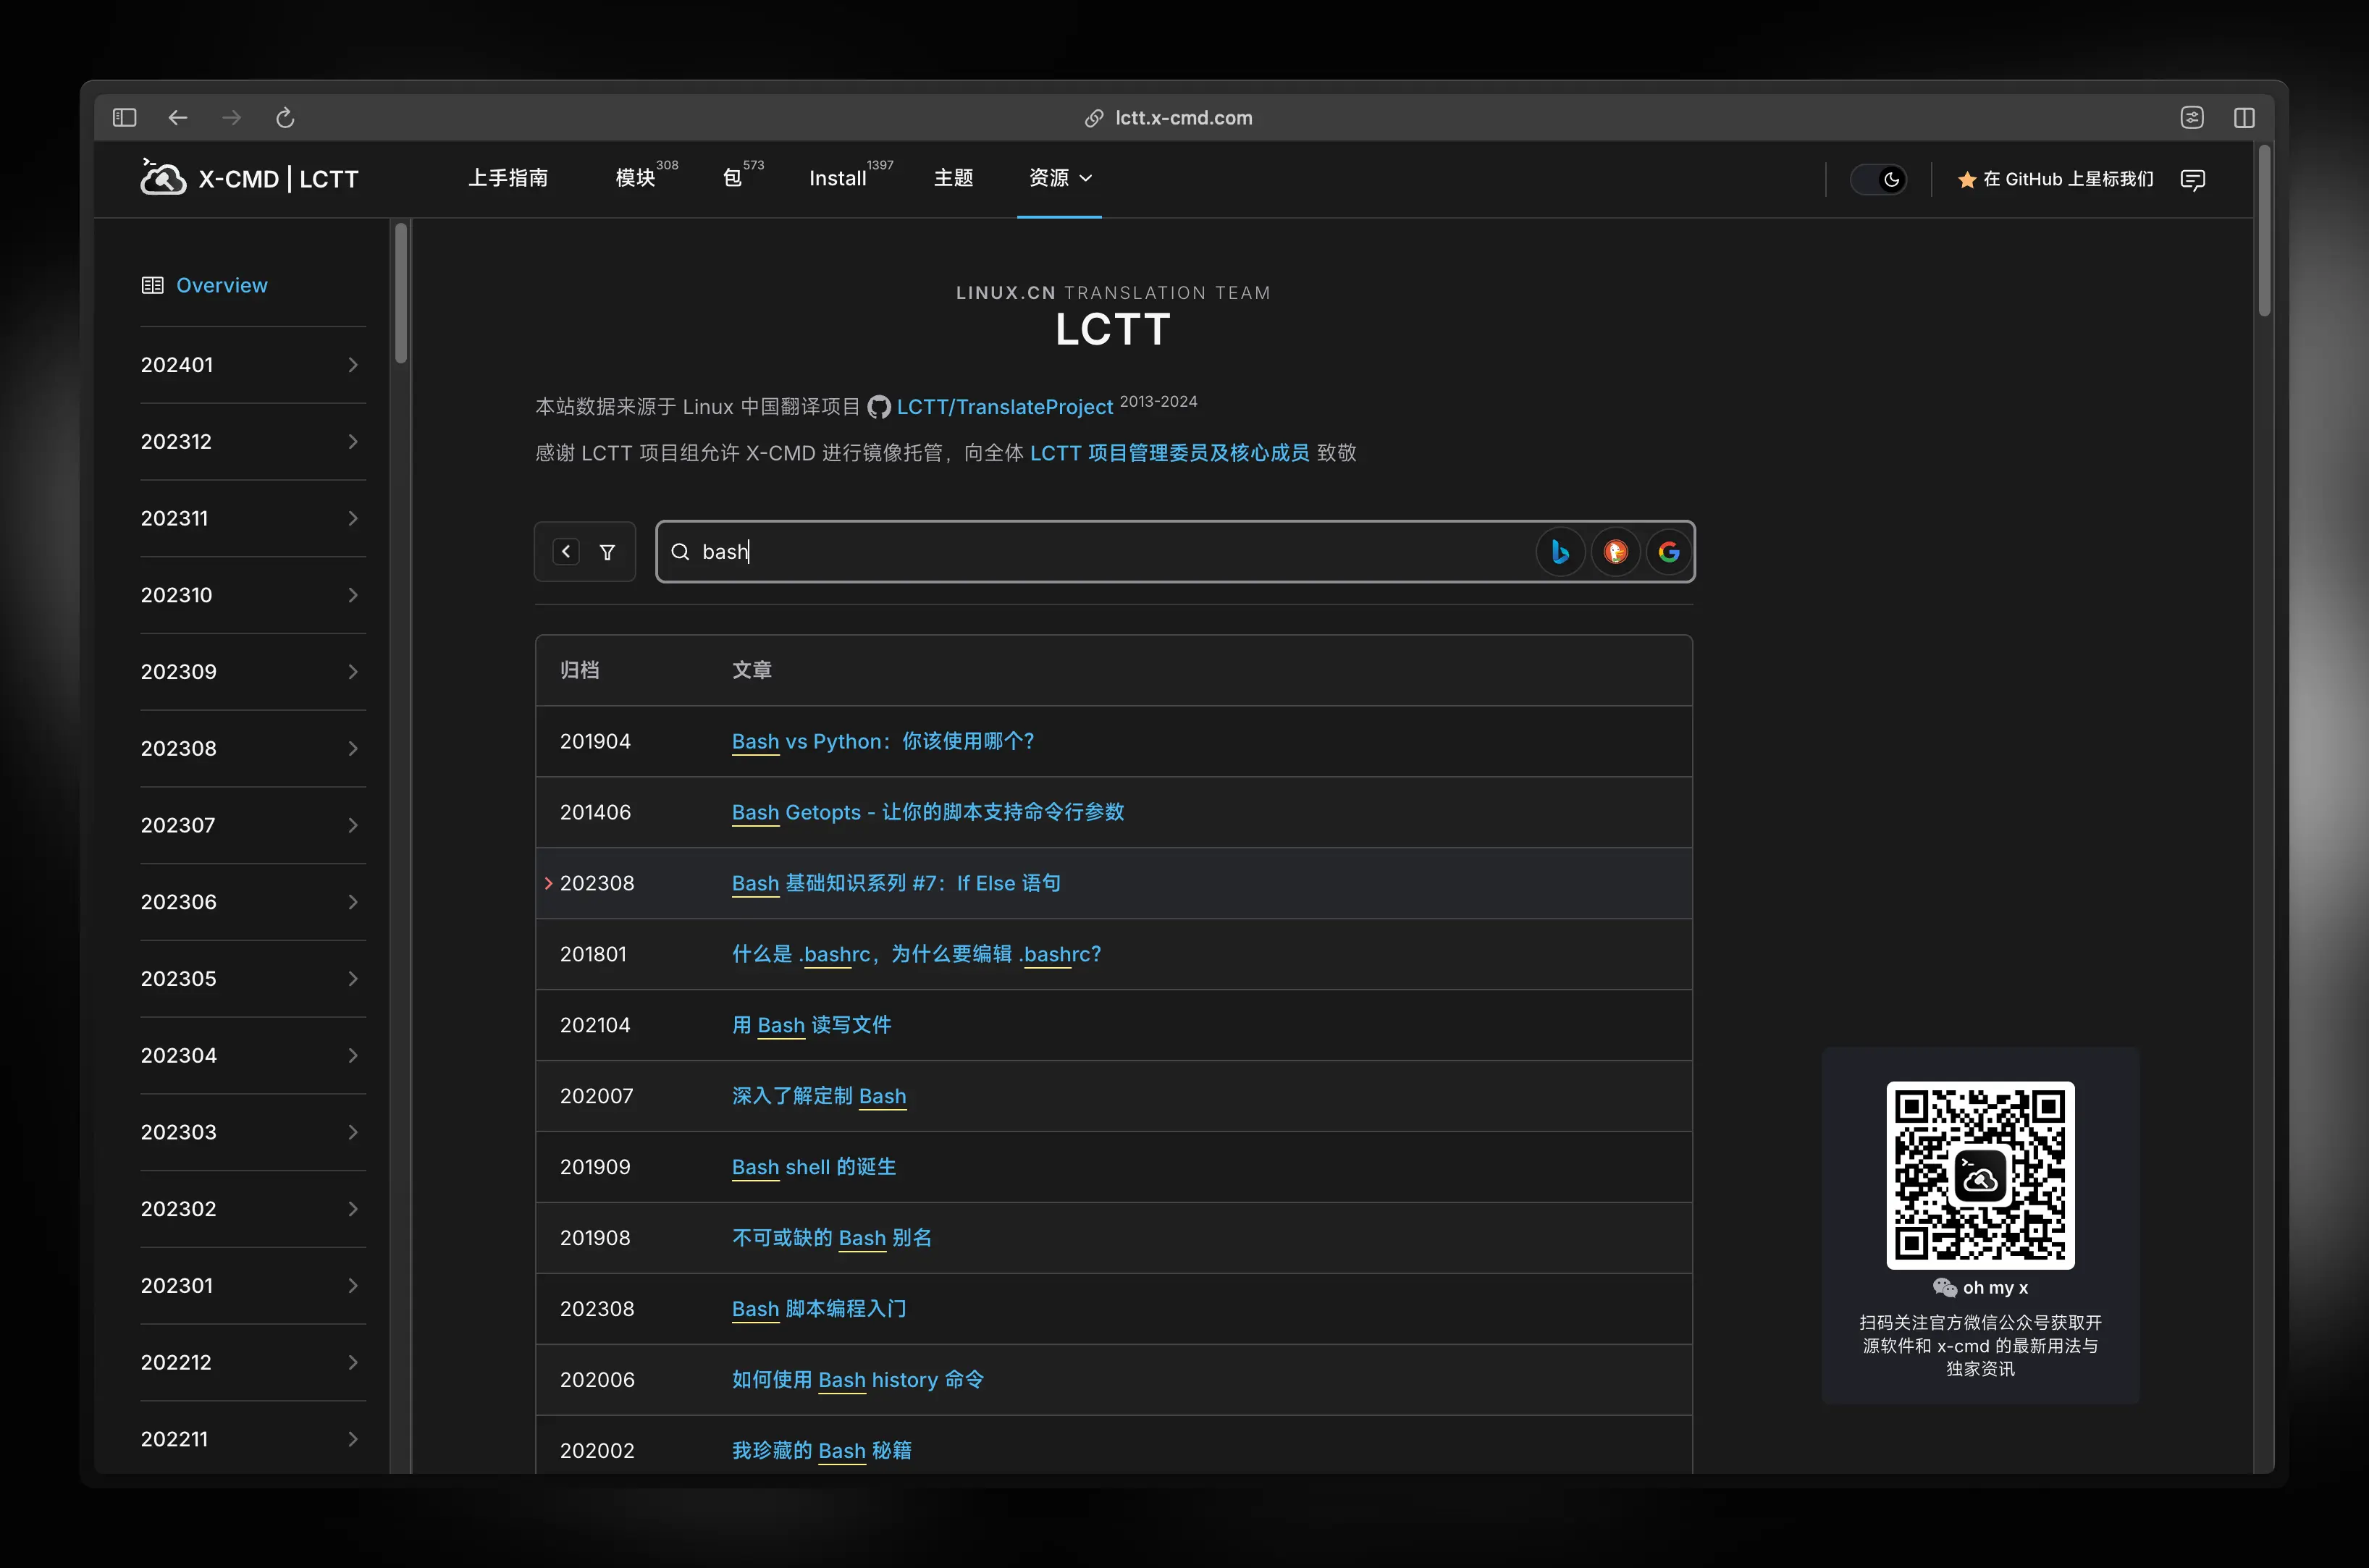 lctt.x-cmd.com
X-CMD | LCTT
上手指南
模块 308
包 573
Install 1397
主题
资源
在 GitHub 上星标我们
Overview
202401
202312
202311
202310
202309
202308
202307
202306
202305
202304
202303
202302
202301
202212
202211
LINUX.CN TRANSLATION TEAM
LCTT
本站数据来源于 Linux 中国翻译项目 LCTT/TranslateProject 2013-2024
感谢 LCTT 项目组允许 X-CMD 进行镜像托管，向全体 LCTT 项目管理委员及核心成员 致敬
bash
归档 文章
201904 Bash vs Python：你该使用哪个？
201406 Bash Getopts - 让你的脚本支持命令行参数
202308 Bash 基础知识系列 #7：If Else 语句
201801 什么是 .bashrc，为什么要编辑 .bashrc？
202104 用 Bash 读写文件
202007 深入了解定制 Bash
201909 Bash shell 的诞生
201908 不可或缺的 Bash 别名
202308 Bash 脚本编程入门
202006 如何使用 Bash history 命令
202002 我珍藏的 Bash 秘籍
oh my x
扫码关注官方微信公众号获取开
源软件和 x-cmd 的最新用法与
独家资讯